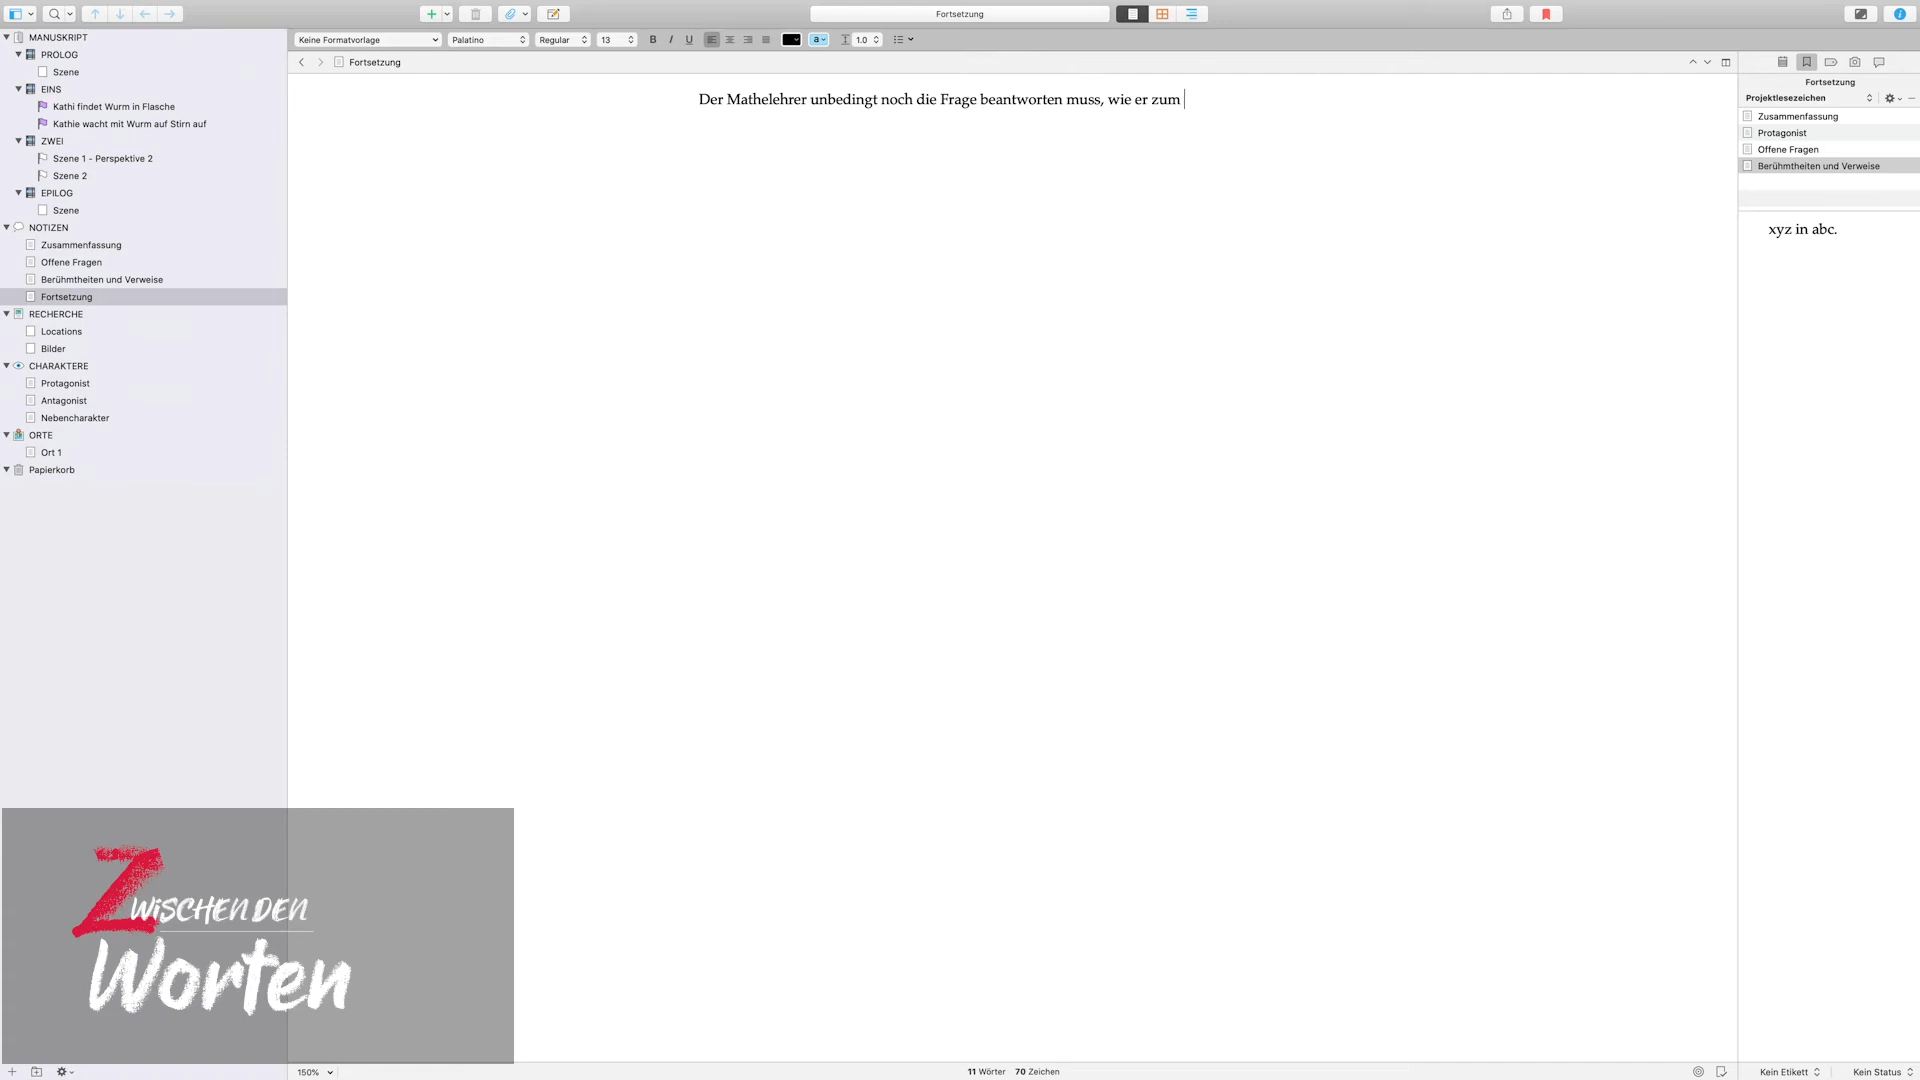 Fortsetzung
Keine Formatvorlage Palatino Regular 13 B I U a 1.0
MANUSKRIPT
PROLOG
Szene
EINS
Kathi findet Wurm in Flasche
Kathie wacht mit Wurm auf Stirn auf
ZWEI
Szene 1 - Perspektive 2
Szene 2
EPILOG
Szene
NOTIZEN
Zusammenfassung
Offene Fragen
Berühmtheiten und Verweise
Fortsetzung
RECHERCHE
Locations
Bilder
CHARAKTERE
Protagonist
Antagonist
Nebencharakter
ORTE
Ort 1
Papierkorb
Fortsetzung
Der Mathelehrer unbedingt noch die Frage beantworten muss, wie er zum
Fortsetzung
Projektlesezeichen
Zusammenfassung
Protagonist
Offene Fragen
Berühmtheiten und Verweise
xyz in abc.
Zwischen den
Worten
150% 11 Wörter 70 Zeichen Kein Etikett Kein Status